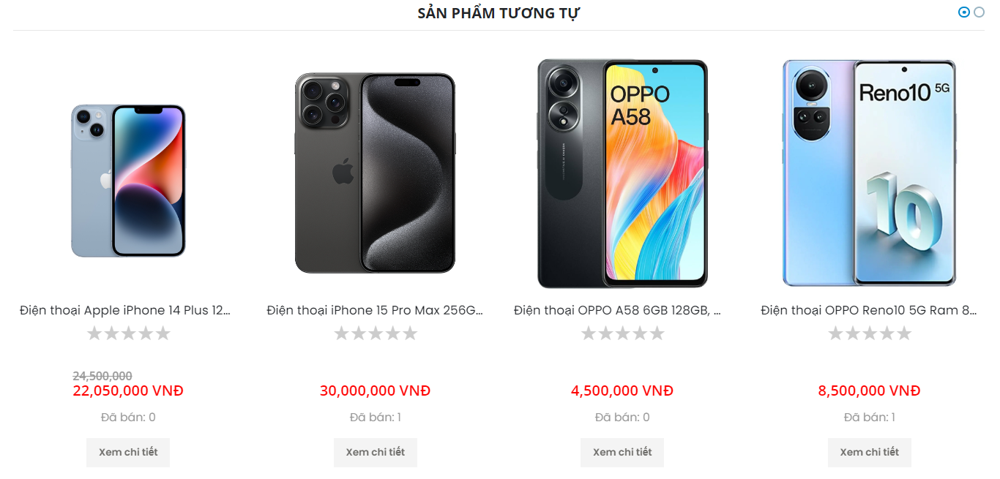 SẢN PHẨM TƯƠNG TỰ
OPPO
A58
Reno10 5G
10
Điện thoại Apple iPhone 14 Plus 12...
Điện thoại iPhone 15 Pro Max 256G...
Điện thoại OPPO A58 6GB 128GB, ...
Điện thoại OPPO Reno10 5G Ram 8...
24,500,000
22,050,000 VNĐ
30,000,000 VNĐ
4,500,000 VNĐ
8,500,000 VNĐ
Đã bán: 0
Đã bán: 1
Đã bán: 0
Đã bán: 1
Xem chi tiết
Xem chi tiết
Xem chi tiết
Xem chi tiết